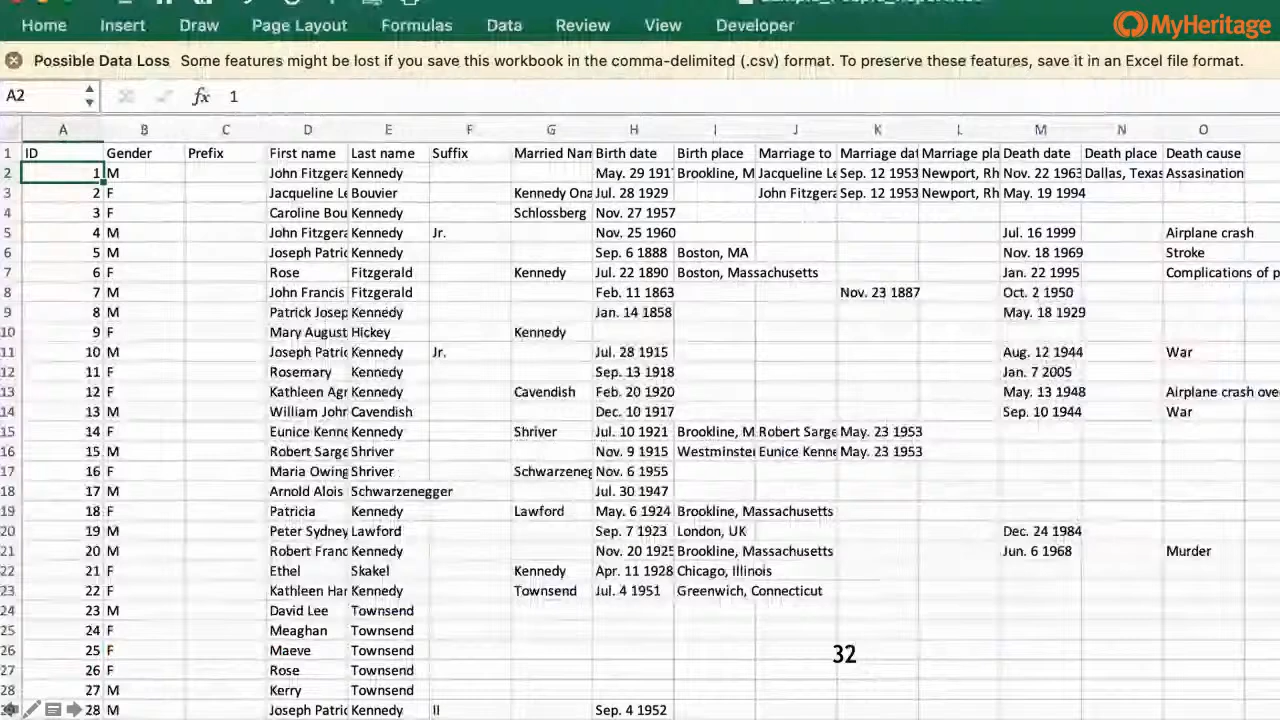 Home Insert Draw Page Layout Formulas Data Review View Developer
MyHeritage
Possible Data Loss Some features might be lost if you save this workbook in the comma-delimited (.csv) format. To preserve these features, save it in an Excel file format.
A2 fx 1
A B C D E F G H I J K L M N O
1 ID Gender Prefix First name Last name Suffix Married Nam Birth date Birth place Marriage to Marriage dat Marriage pla Death date Death place Death cause
2 1 M John Fitzgera Kennedy May. 29 191 Brookline, M Jacqueline Le Sep. 12 1953 Newport, Rh Nov. 22 1963 Dallas, Texas Assasination
3 2 F Jacqueline Le Bouvier Kennedy Ona Jul. 28 1929 John Fitzgera Sep. 12 1953 Newport, Rh May. 19 1994
4 3 F Caroline Bou Kennedy Schlossberg Nov. 27 1957
5 4 M John Fitzgera Kennedy Jr. Nov. 25 1960 Jul. 16 1999 Airplane crash
6 5 M Joseph Patric Kennedy Sep. 6 1888 Boston, MA Nov. 18 1969 Stroke
7 6 F Rose Fitzgerald Kennedy Jul. 22 1890 Boston, Massachusetts Jan. 22 1995 Complications of p
8 7 M John Francis Fitzgerald Feb. 11 1863 Nov. 23 1887 Oct. 2 1950
9 8 M Patrick Josep Kennedy Jan. 14 1858 May. 18 1929
10 9 F Mary August Hickey Kennedy
11 10 M Joseph Patric Kennedy Jr. Jul. 28 1915 Aug. 12 1944 War
12 11 F Rosemary Kennedy Sep. 13 1918 Jan. 7 2005
13 12 F Kathleen Agr Kennedy Cavendish Feb. 20 1920 May. 13 1948 Airplane crash ove
14 13 M William John Cavendish Dec. 10 1917 Sep. 10 1944 War
15 14 F Eunice Kenne Kennedy Shriver Jul. 10 1921 Brookline, M Robert Sarge May. 23 1953
16 15 M Robert Sarge Shriver Nov. 9 1915 Westminster Eunice Kenne May. 23 1953
17 16 F Maria Owing Shriver Schwarzeneg Nov. 6 1955
18 17 M Arnold Alois Schwarzenegger Jul. 30 1947
19 18 F Patricia Kennedy Lawford May. 6 1924 Brookline, Massachusetts
20 19 M Peter Sydney Lawford Sep. 7 1923 London, UK Dec. 24 1984
21 20 M Robert Franc Kennedy Nov. 20 1925 Brookline, Massachusetts Jun. 6 1968 Murder
22 21 F Ethel Skakel Kennedy Apr. 11 1928 Chicago, Illinois
23 22 F Kathleen Har Kennedy Townsend Jul. 4 1951 Greenwich, Connecticut
24 23 M David Lee Townsend
25 24 F Meaghan Townsend
26 25 F Maeve Townsend
27 26 F Rose Townsend
28 27 M Kerry Townsend
28 M Joseph Patric Kennedy II Sep. 4 1952
32